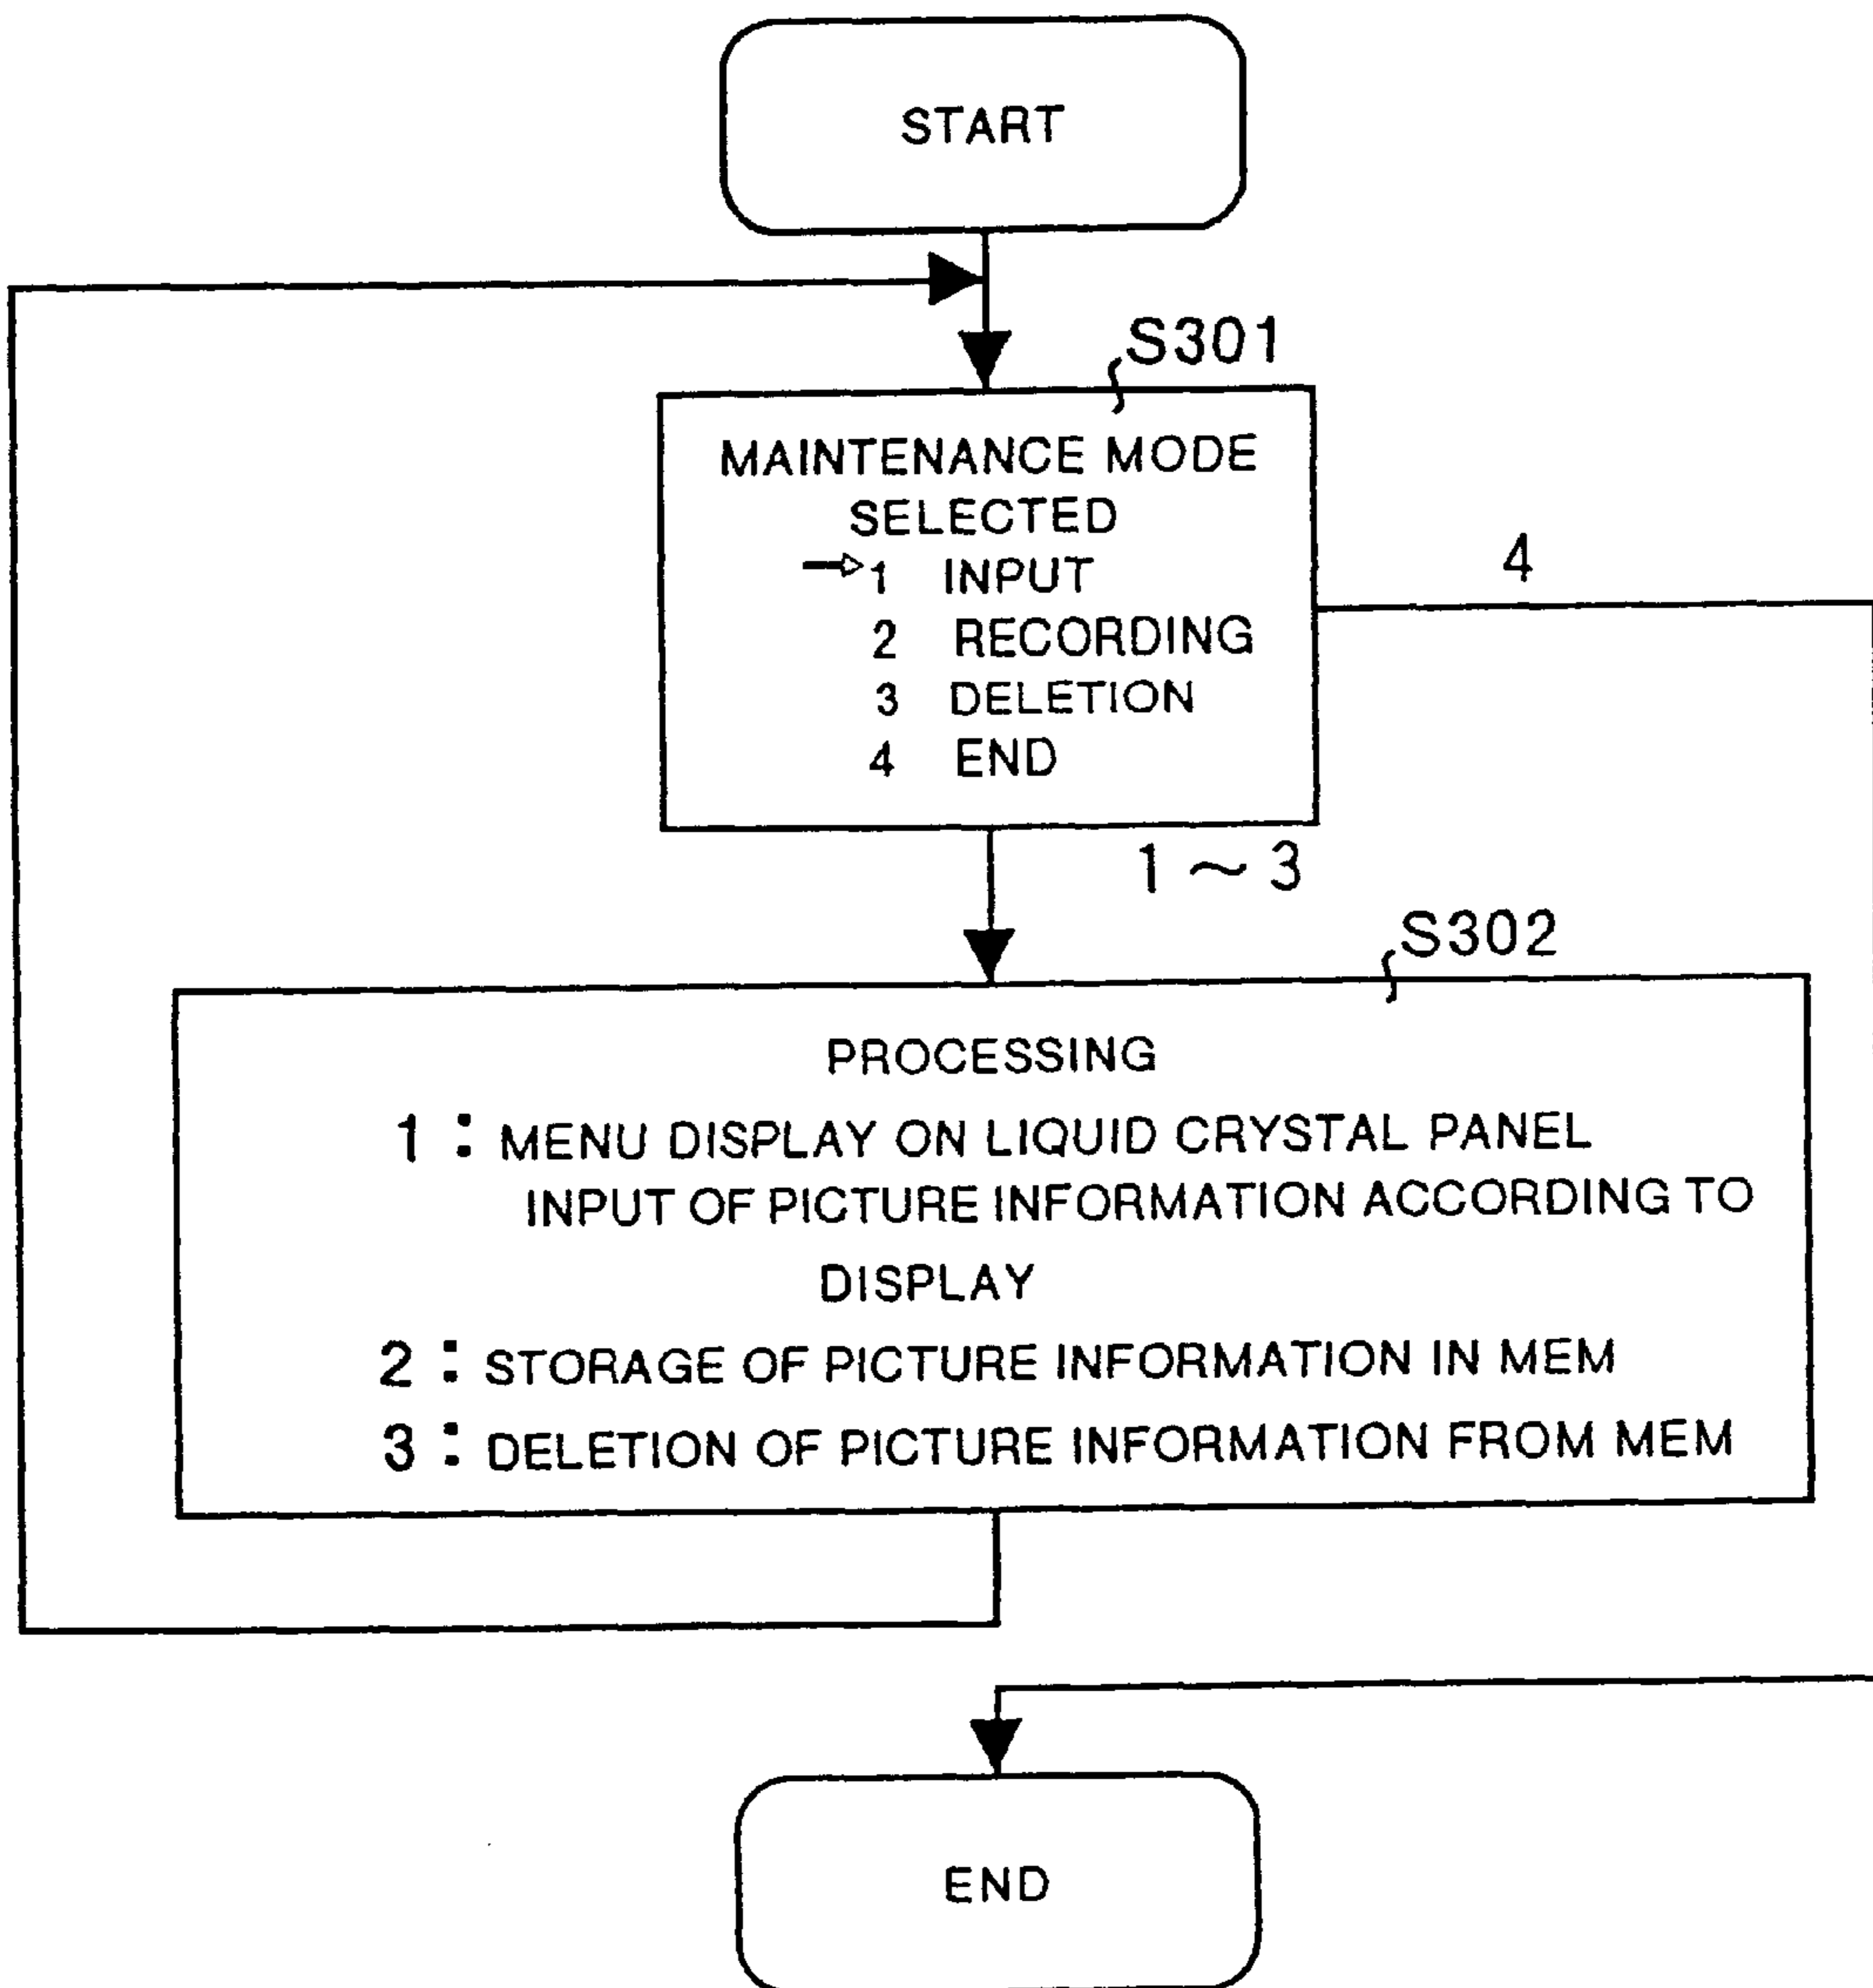 START
S301
MAINTENANCE MODE
SELECTED
1 INPUT
2 RECORDING
3 DELETION
4 END
4
1 ~ 3
S302
PROCESSING
1 : MENU DISPLAY ON LIQUID CRYSTAL PANEL
INPUT OF PICTURE INFORMATION ACCORDING TO
DISPLAY
2 : STORAGE OF PICTURE INFORMATION IN MEM
3 : DELETION OF PICTURE INFORMATION FROM MEM
END